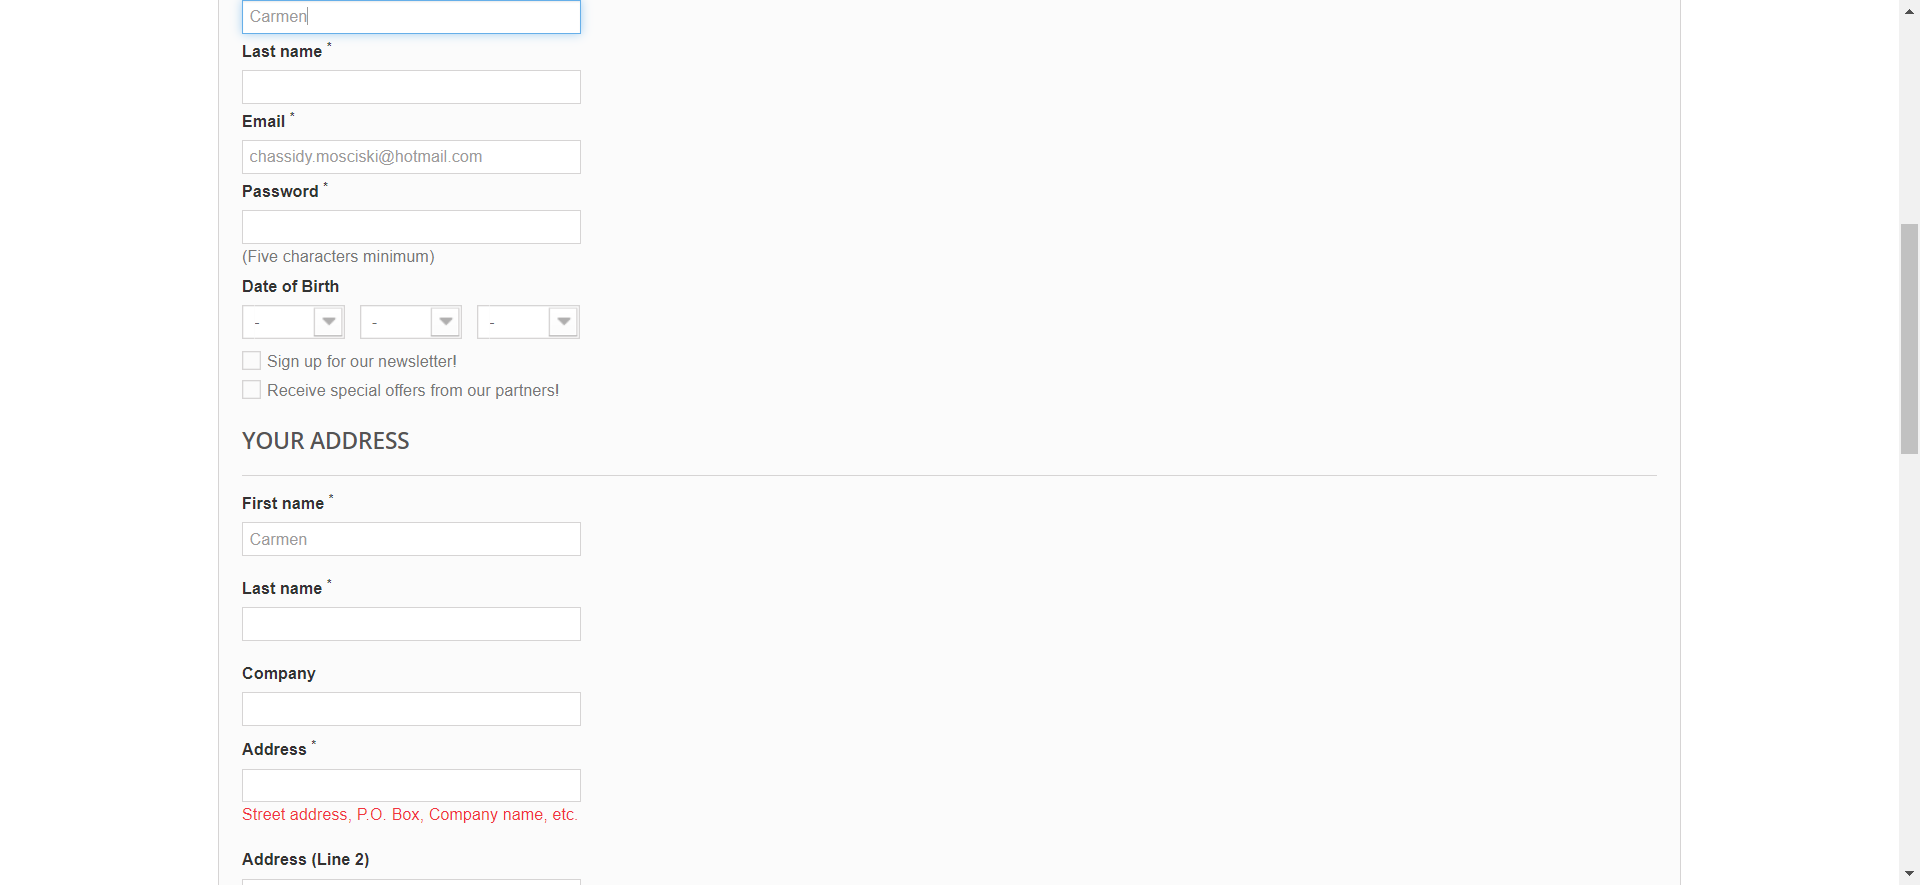 Carmen
Last name *
Email *
chassidy.mosciski@hotmail.com
Password *
(Five characters minimum)
Date of Birth
- - -
Sign up for our newsletter!
Receive special offers from our partners!
YOUR ADDRESS
First name *
Carmen
Last name *
Company
Address *
Street address, P.O. Box, Company name, etc.
Address (Line 2)